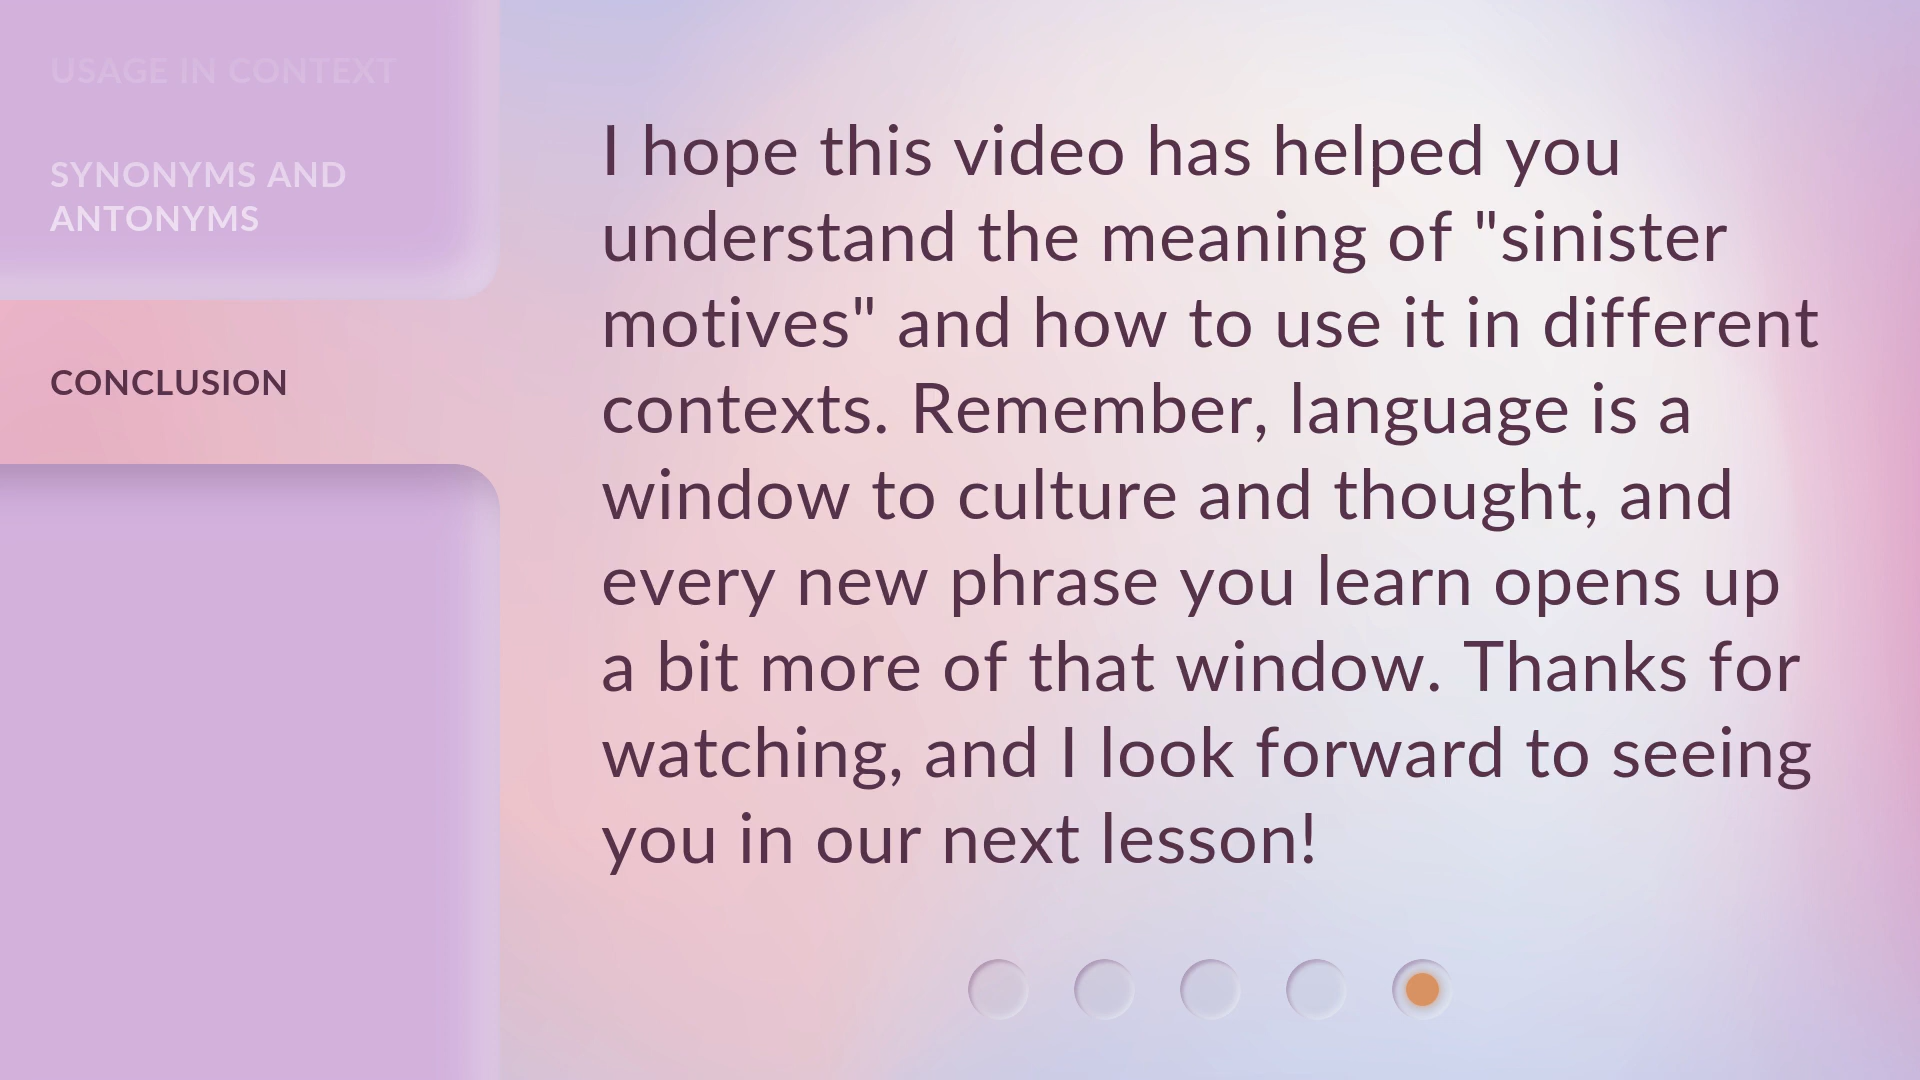 USAGE IN CONTEXT
SYNONYMS AND
ANTONYMS
CONCLUSION
I hope this video has helped you
understand the meaning of "sinister
motives" and how to use it in different
contexts. Remember, language is a
window to culture and thought, and
every new phrase you learn opens up
a bit more of that window. Thanks for
watching, and I look forward to seeing
you in our next lesson!